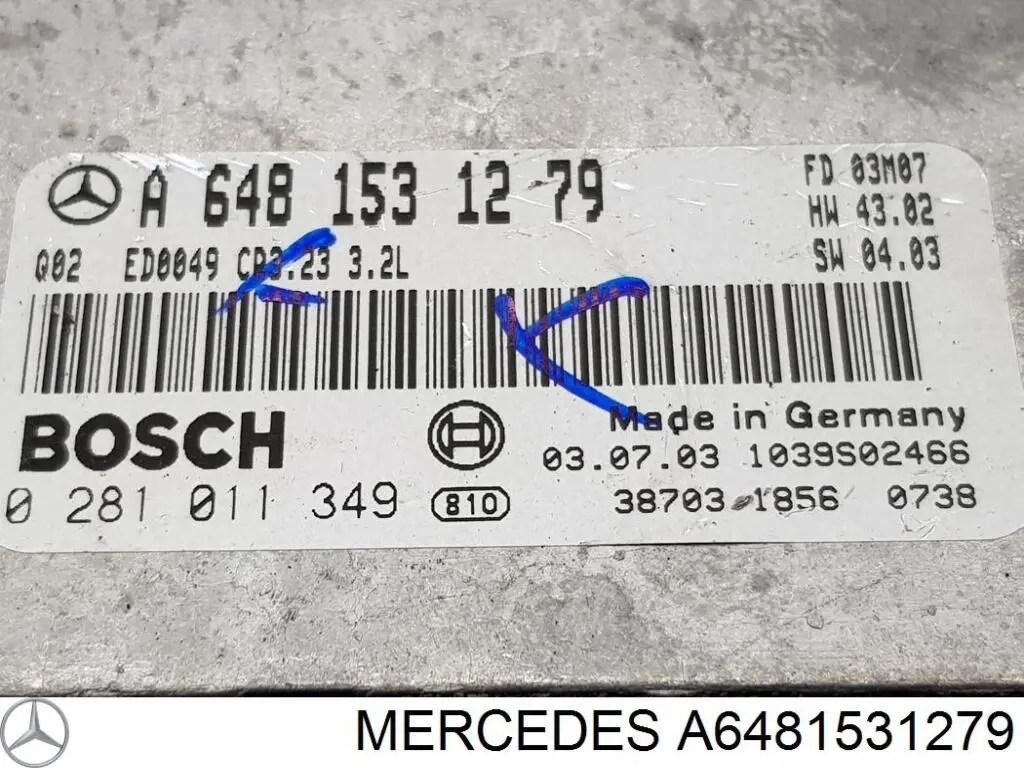 A 648 153 12 79
FD 03M07
HW 43.02
SW 04.03
Q02 ED0049 CR3.23 3.2L
BOSCH
Made in Germany
03.07.03 1039S02466
0 281 011 349 810
38703 1856 0738
MERCEDES A6481531279